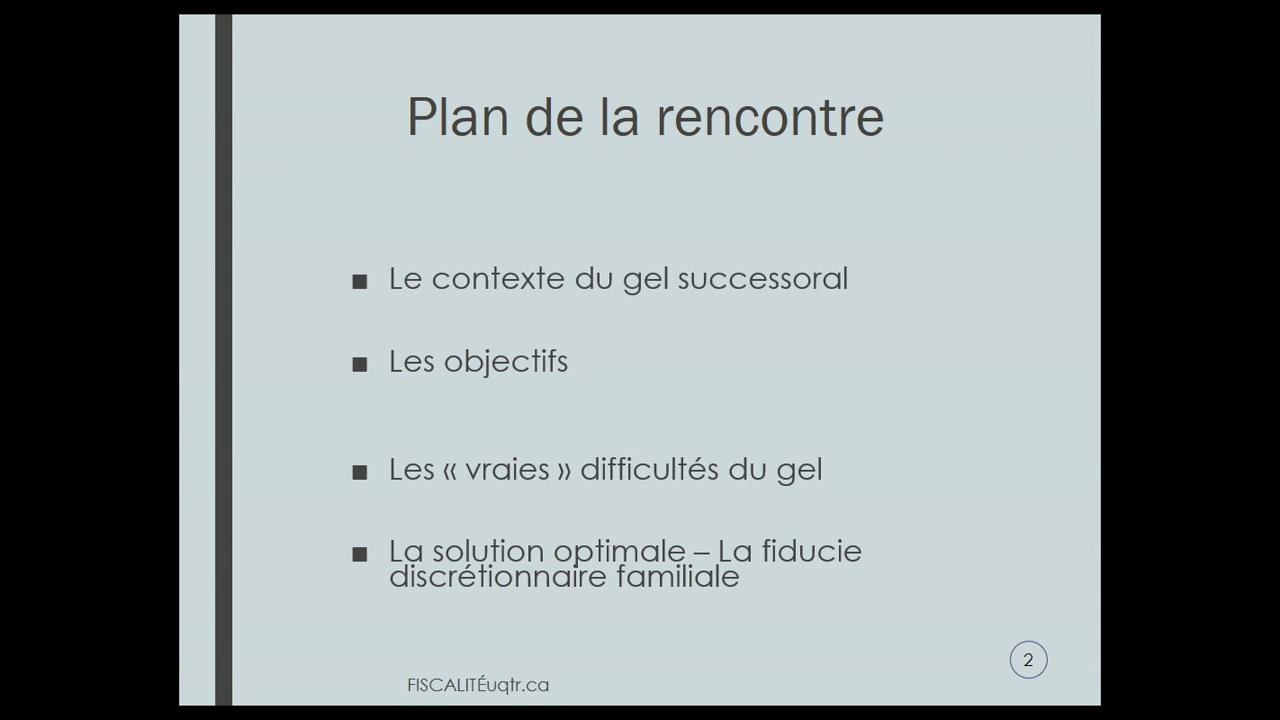 Plan de la rencontre
■ Le contexte du gel successoral
■ Les objectifs
■ Les « vraies » difficultés du gel
■ La solution optimale – La fiducie
discrétionnaire familiale
2
FISCALITÉuqtr.ca